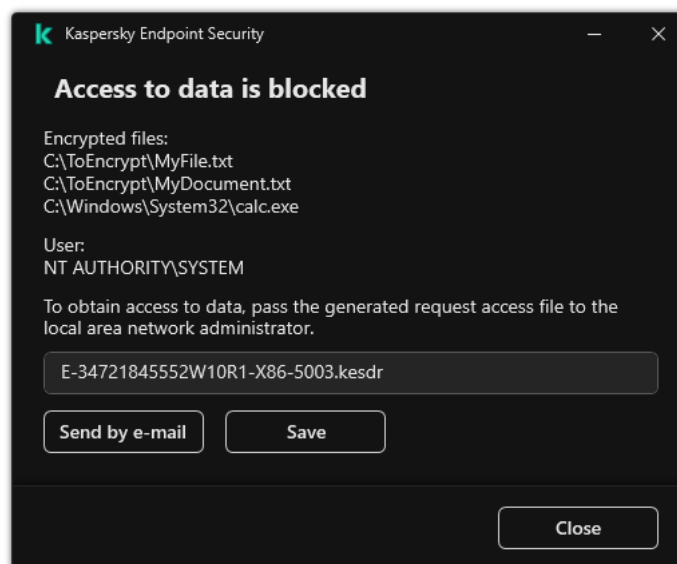 Kaspersky Endpoint Security
Access to data is blocked
Encrypted files:
C:\ToEncrypt\MyFile.txt
C:\ToEncrypt\MyDocument.txt
C:\Windows\System32\calc.exe
User:
NT AUTHORITY\SYSTEM
To obtain access to data, pass the generated request access file to the
local area network administrator.
E-34721845552W10R1-X86-5003.kesdr
Send by e-mail
Save
Close